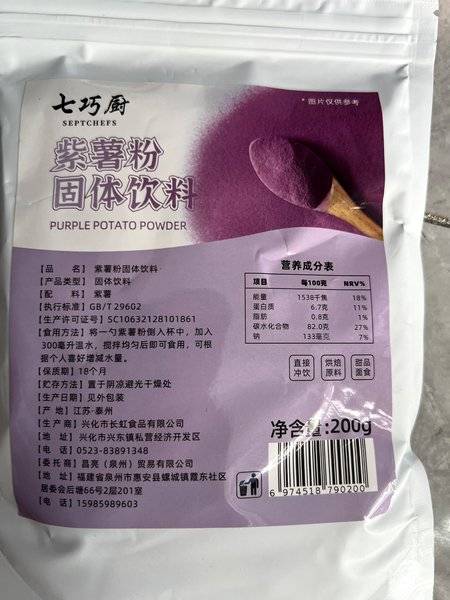 七巧厨
SEPTCHEFS
*图片仅供参考
紫薯粉
固体饮料
PURPLE POTATO POWDER
【品 名】紫薯粉固体饮料
【产品类型】固体饮料
【配 料】紫薯
【执行标准】GB/T 29602
【生产许可证号】SC10632128101861
【食用方法】将一勺紫薯粉倒入杯中，加入
300毫升温水，搅拌均匀后即可食用，可根
据个人喜好增减水量。
【保质期】18个月
【贮存方法】置于阴凉避光干燥处
【生产日期】见外包装
【产 地】江苏·泰州
【生 产 商】兴化市长虹食品有限公司
【地 址】兴化市兴东镇私营经济开发区
【电 话】0523-83891348
【委 托 商】昌亮（泉州）贸易有限公司
【地 址】福建省泉州市惠安县螺城镇霞东社区
居委会后塘66号2层201室
【电 话】15985989603
营养成分表
项目 每100克 NRV%
能量 1538千焦 18%
蛋白质 6.7克 11%
脂肪 0.8克 1%
碳水化合物 82.0克 27%
钠 133毫克 7%
直接
冲饮
烘焙
原料
甜品
面食
净含量:200g
6 974518 790200